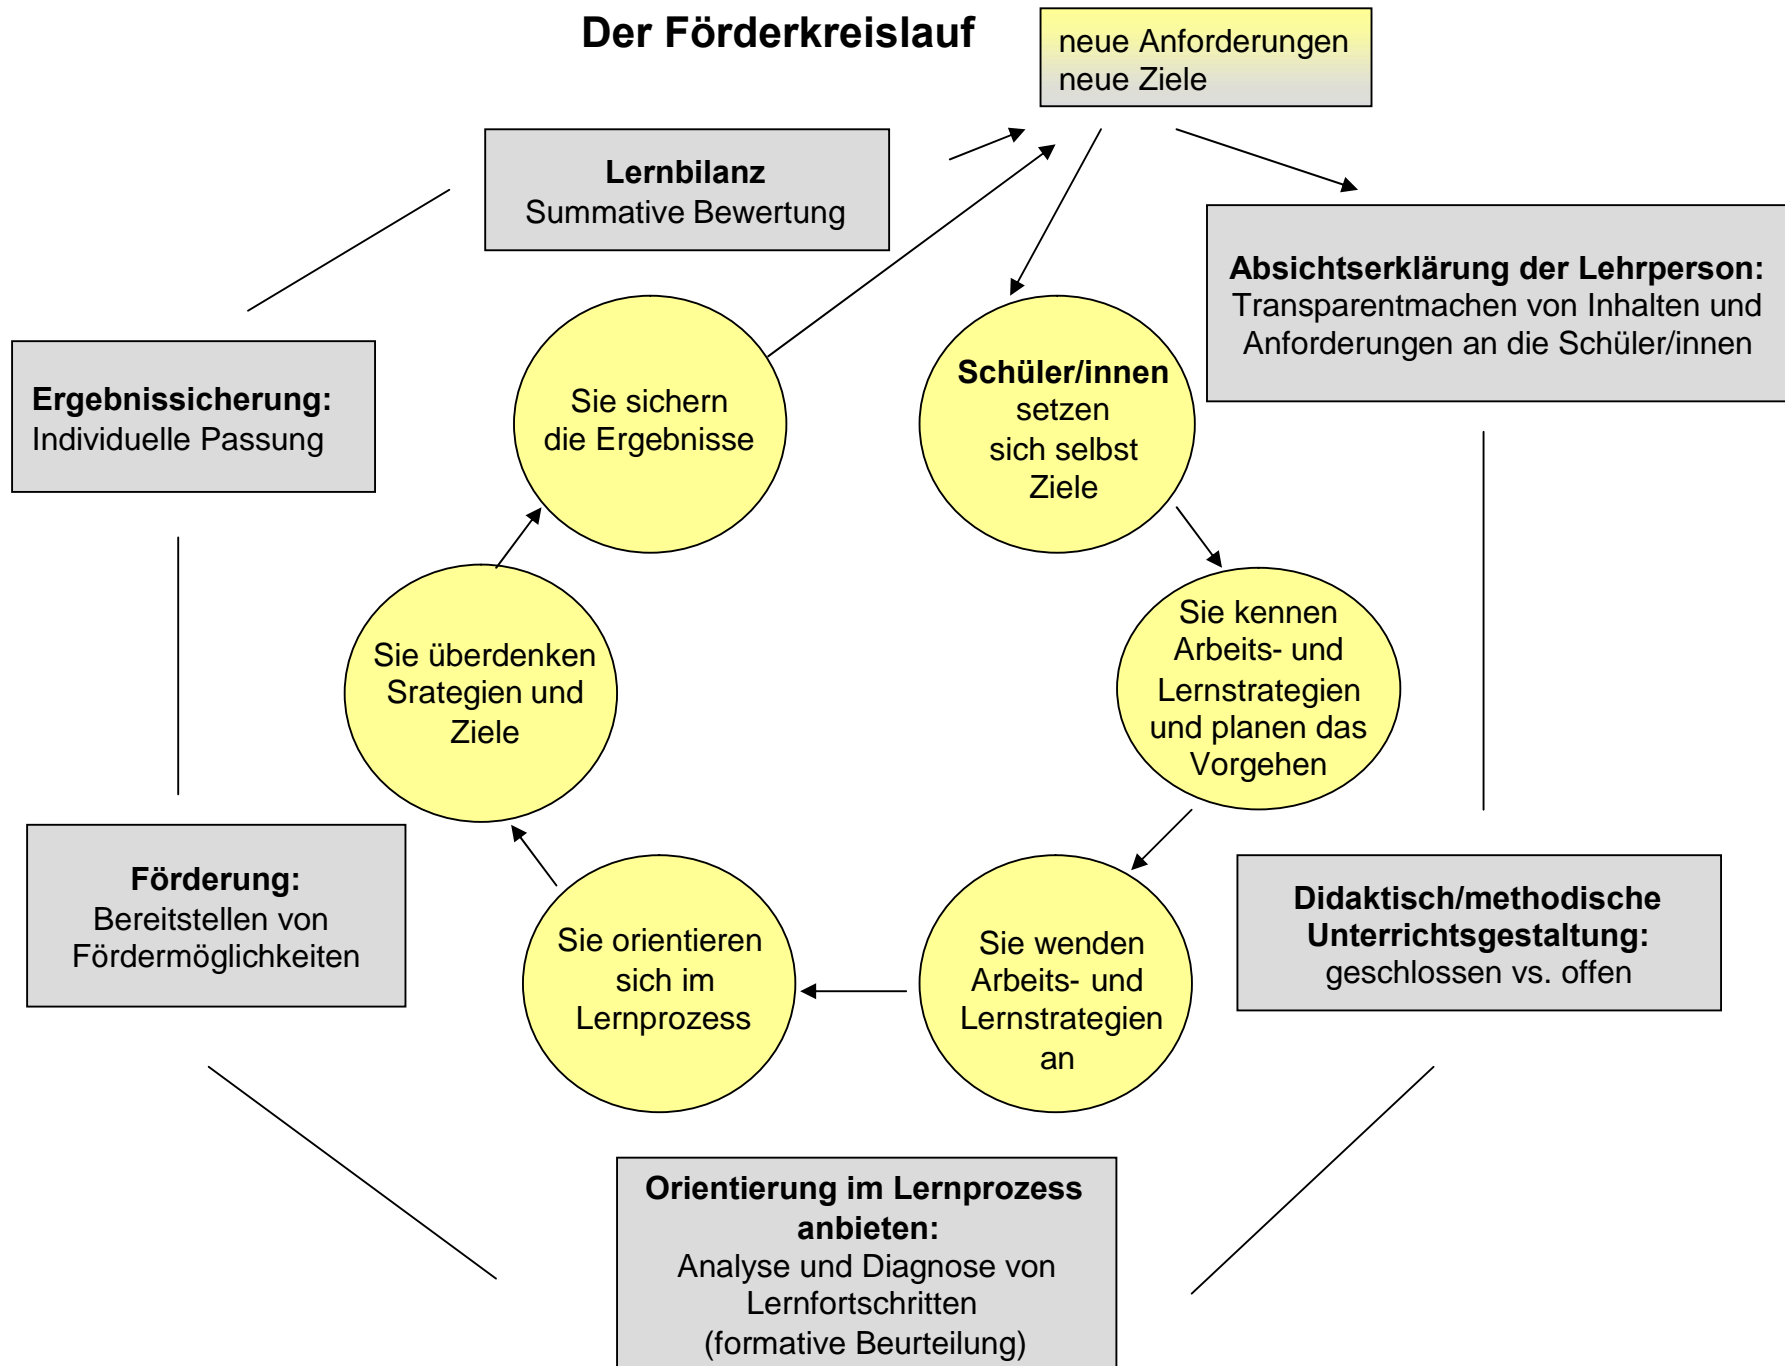 Der Förderkreislauf
neue Anforderungen
neue Ziele
Lernbilanz
Summative Bewertung
Absichtserklärung der Lehrperson:
Transparentmachen von Inhalten und
Anforderungen an die Schüler/innen
Ergebnissicherung:
Individuelle Passung
Sie sichern
die Ergebnisse
Schüler/innen
setzen
sich selbst
Ziele
Sie überdenken
Srategien und
Ziele
Sie kennen
Arbeits- und
Lernstrategien
und planen das
Vorgehen
Förderung:
Bereitstellen von
Fördermöglichkeiten
Sie orientieren
sich im
Lernprozess
Sie wenden
Arbeits- und
Lernstrategien
an
Didaktisch/methodische
Unterrichtsgestaltung:
geschlossen vs. offen
Orientierung im Lernprozess
anbieten:
Analyse und Diagnose von
Lernfortschritten
(formative Beurteilung)